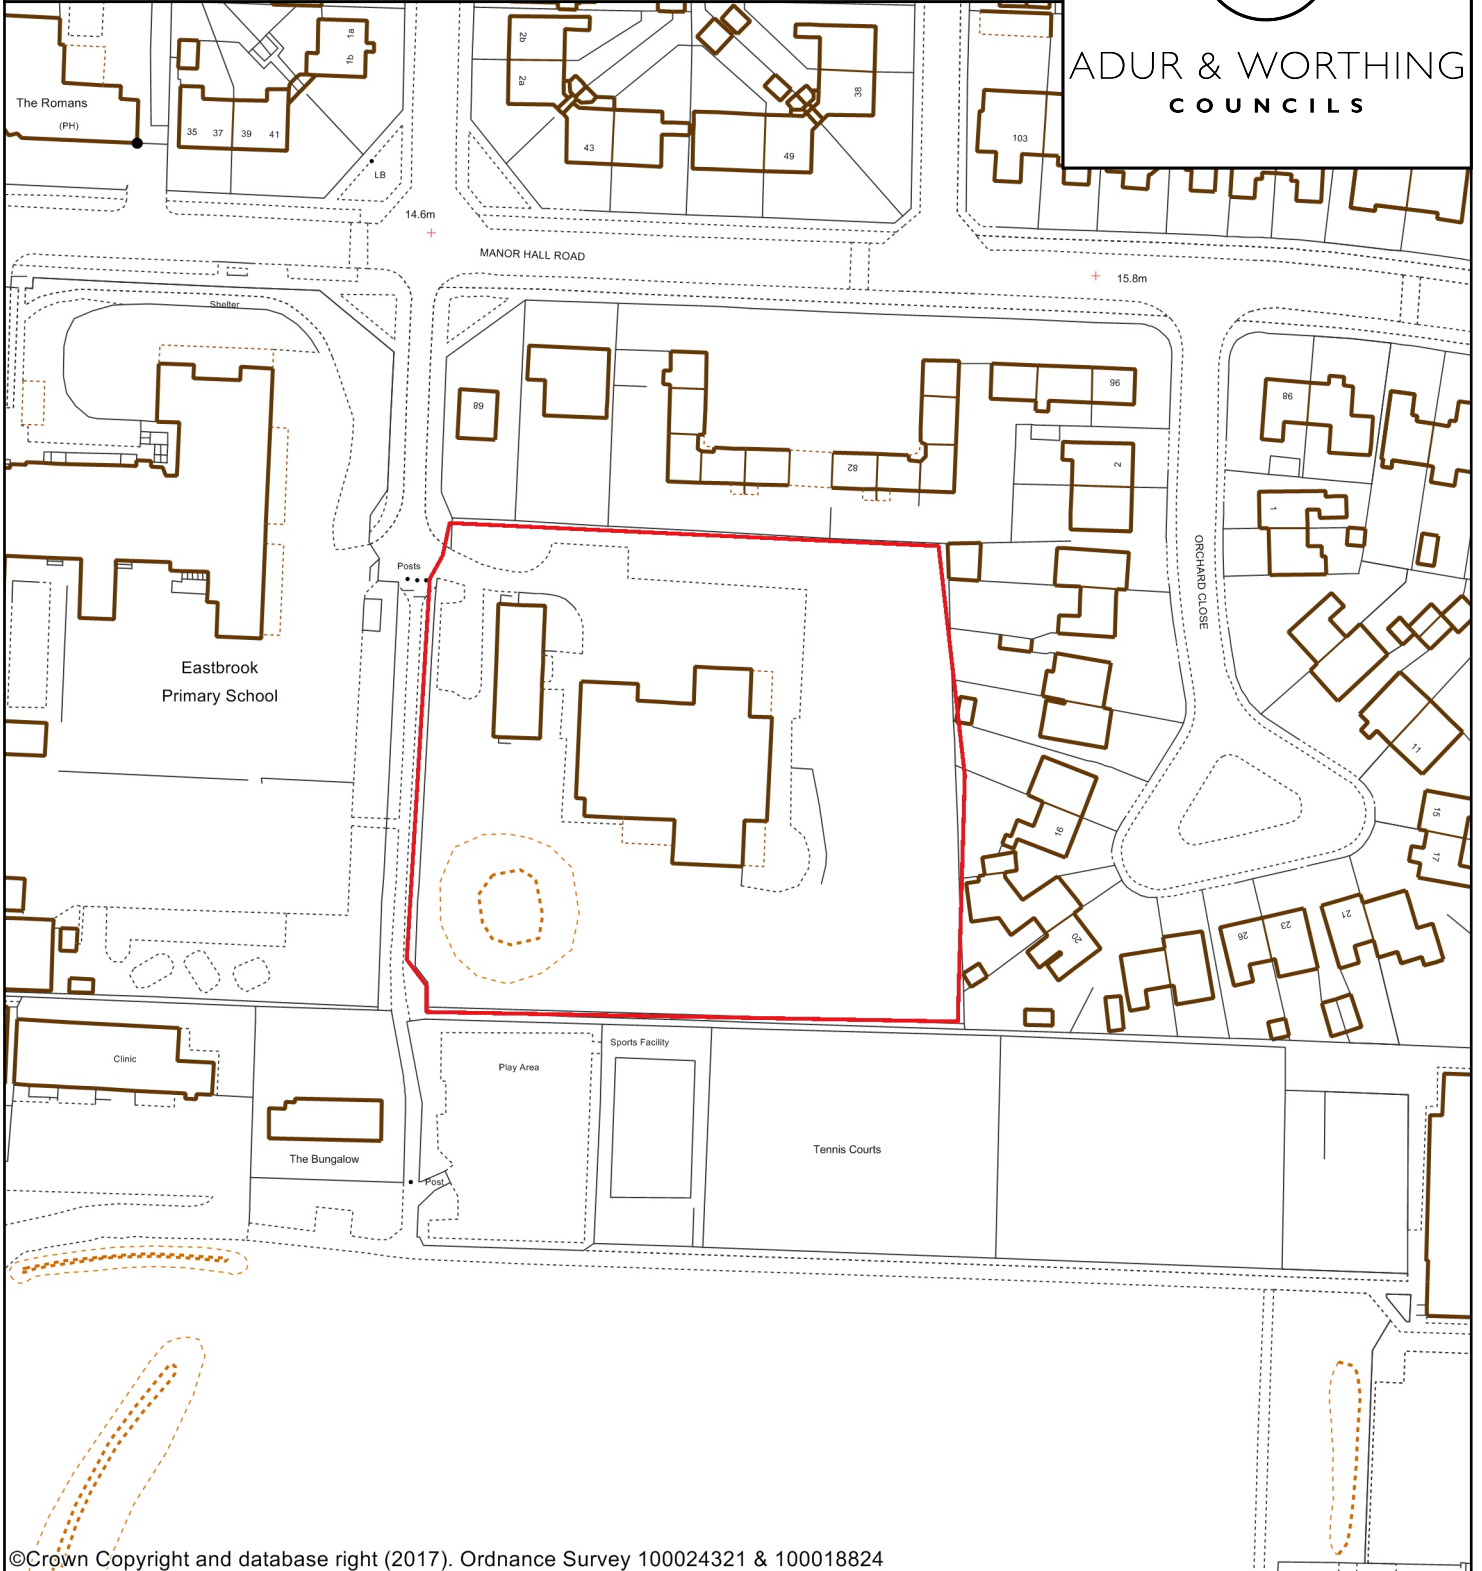 ADUR & WORTHING
COUNCILS
The Romans
(PH)
35 37 39 41
1a
1b
LB
2b
2a
43
49
38
103
14.6m
MANOR HALL ROAD
15.8m
Shelter
68
82
96
2
98
1
ORCHARD CLOSE
Posts
Eastbrook
Primary School
11
15
17
16
20
26
23
21
Clinic
The Bungalow
Post
Play Area
Sports Facility
Tennis Courts
©Crown Copyright and database right (2017). Ordnance Survey 100024321 & 100018824